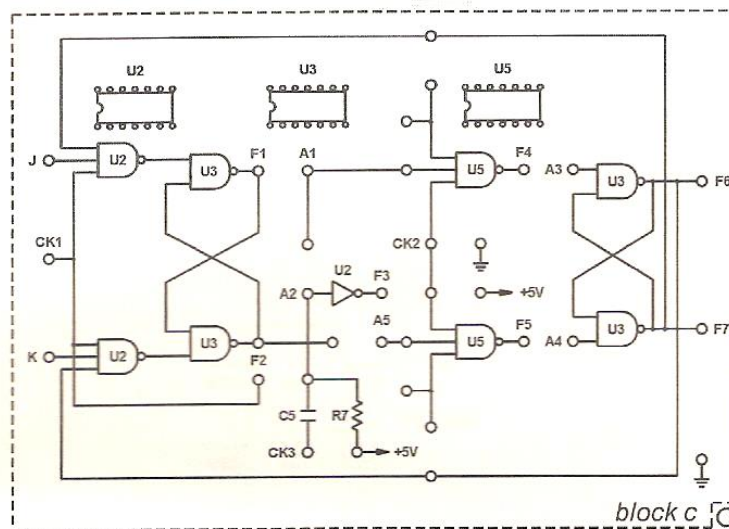 U2
U3
U5
J
U2
U3
F1
A1
U5
F4
A3
U3
F6
CK1
CK2
U2
A2
F3
+5V
K
U2
U3
F2
A5
U5
F5
A4
U3
F7
C5
R7
CK3
+5V
block c